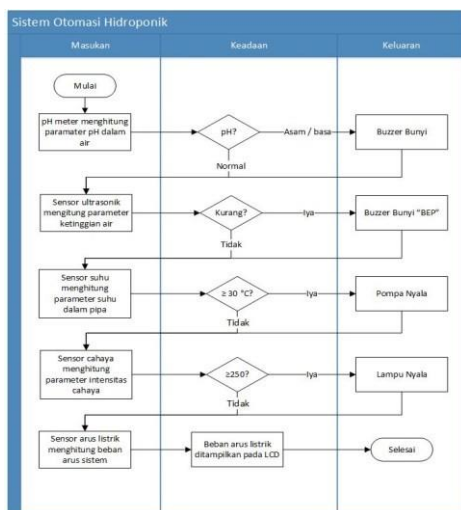 Sistem Otomasi Hidroponik
Masukan
Keadaan
Keluaran
Mulai
pH meter menghitung
paramater pH dalam
air
pH?
Asam / basa
Buzzer Bunyi
Normal
Sensor ultrasonik
mengitung parameter
ketinggian air
Kurang?
Iya
Buzzer Bunyi "BEP"
Tidak
Sensor suhu
menghitung
parameter suhu
dalam pipa
≥ 30 °C?
Iya
Pompa Nyala
Tidak
Sensor cahaya
menghitung
parameter intensitas
cahaya
≥250?
Iya
Lampu Nyala
Tidak
Sensor arus listrik
menghitung beban
arus sistem
Beban arus listrik
ditampilkan pada LCD
Selesai